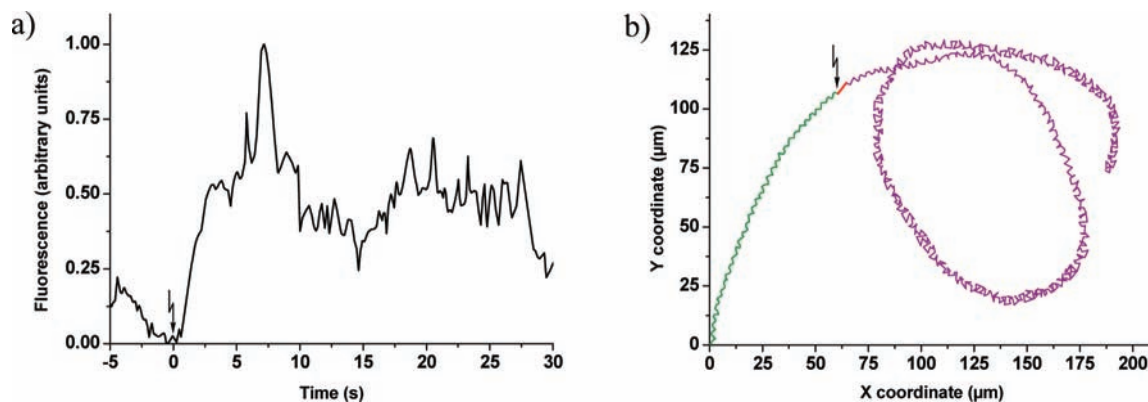 a)
Fluorescence (arbitrary units)
1.00
0.75
0.50
0.25
0.00
-5 0 5 10 15 20 25 30
Time (s)
b)
Y coordinate (µm)
125
100
75
50
25
0
0 25 50 75 100 125 150 175 200
X coordinate (µm)